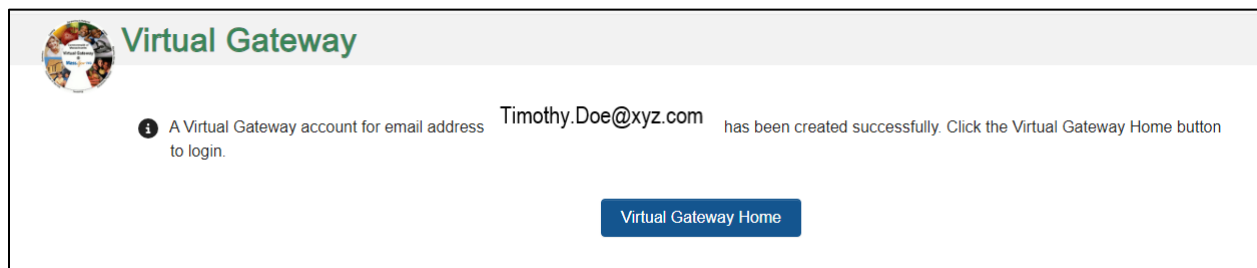 Virtual Gateway
A Virtual Gateway account for email address Timothy.Doe@xyz.com has been created successfully. Click the Virtual Gateway Home button
to login.
Virtual Gateway Home